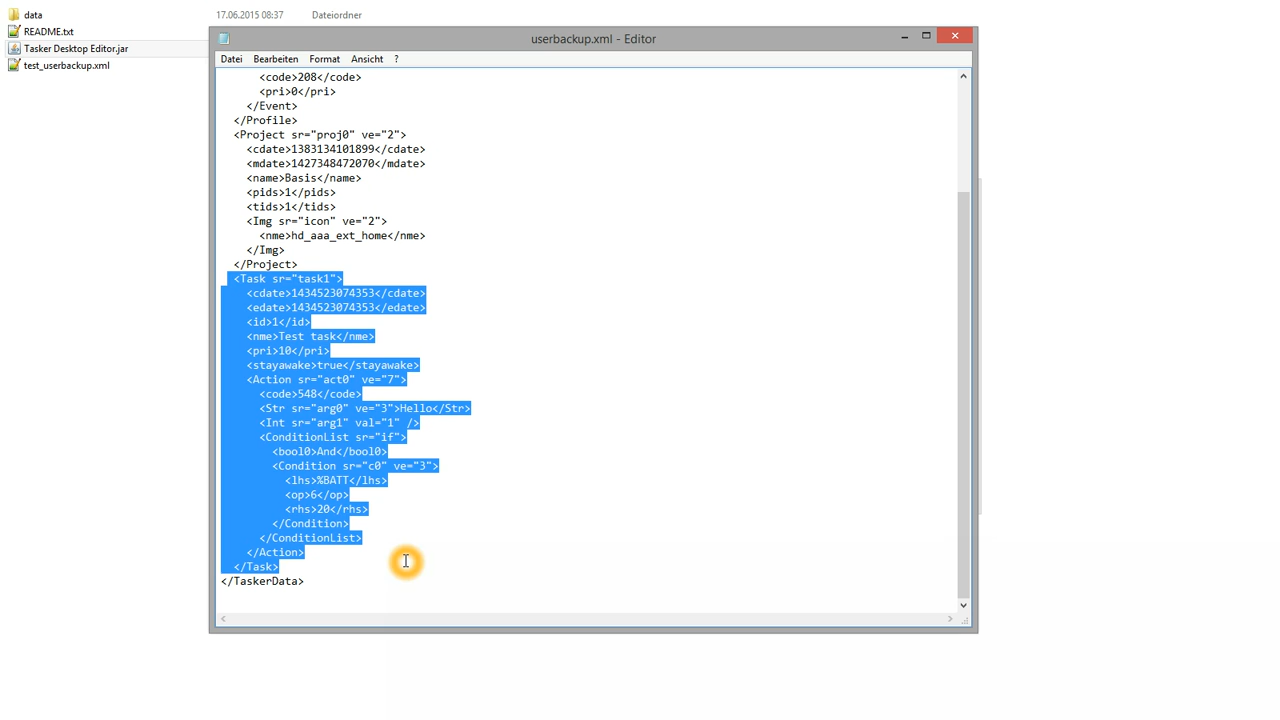 data
17.06.2015 08:37
Dateiordner
README.txt
Tasker Desktop Editor.jar
test_userbackup.xml
userbackup.xml - Editor
Datei
Bearbeiten
Format
Ansicht
?
<code>208</code>
<pri>0</pri>
</Event>
</Profile>
<Project sr="proj0" ve="2">
<cdate>1383134101899</cdate>
<mdate>1427348472070</mdate>
<name>Basis</name>
<pids>1</pids>
<tids>1</tids>
<Img sr="icon" ve="2">
<nme>hd_aaa_ext_home</nme>
</Img>
</Project>
<Task sr="task1">
<cdate>1434523074353</cdate>
<edate>1434523074353</edate>
<id>1</id>
<nme>Test task</nme>
<pri>10</pri>
<stayawake>true</stayawake>
<Action sr="act0" ve="7">
<code>548</code>
<Str sr="arg0" ve="3">Hello</Str>
<Int sr="arg1" val="1" />
<ConditionList sr="if">
<bool0>And</bool0>
<Condition sr="c0" ve="3">
<lhs>%BATT</lhs>
<op>6</op>
<rhs>20</rhs>
</Condition>
</ConditionList>
</Action>
</Task>
</TaskerData>